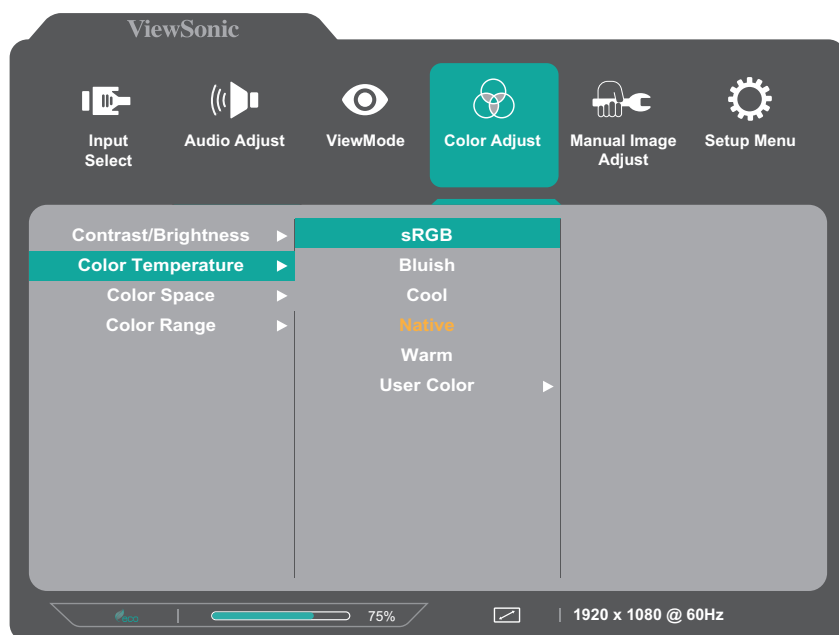 ViewSonic
Input Select
Audio Adjust
ViewMode
Color Adjust
Manual Image Adjust
Setup Menu
Contrast/Brightness
Color Temperature
Color Space
Color Range
sRGB
Bluish
Cool
Native
Warm
User Color
eco
75%
1920 x 1080 @ 60Hz